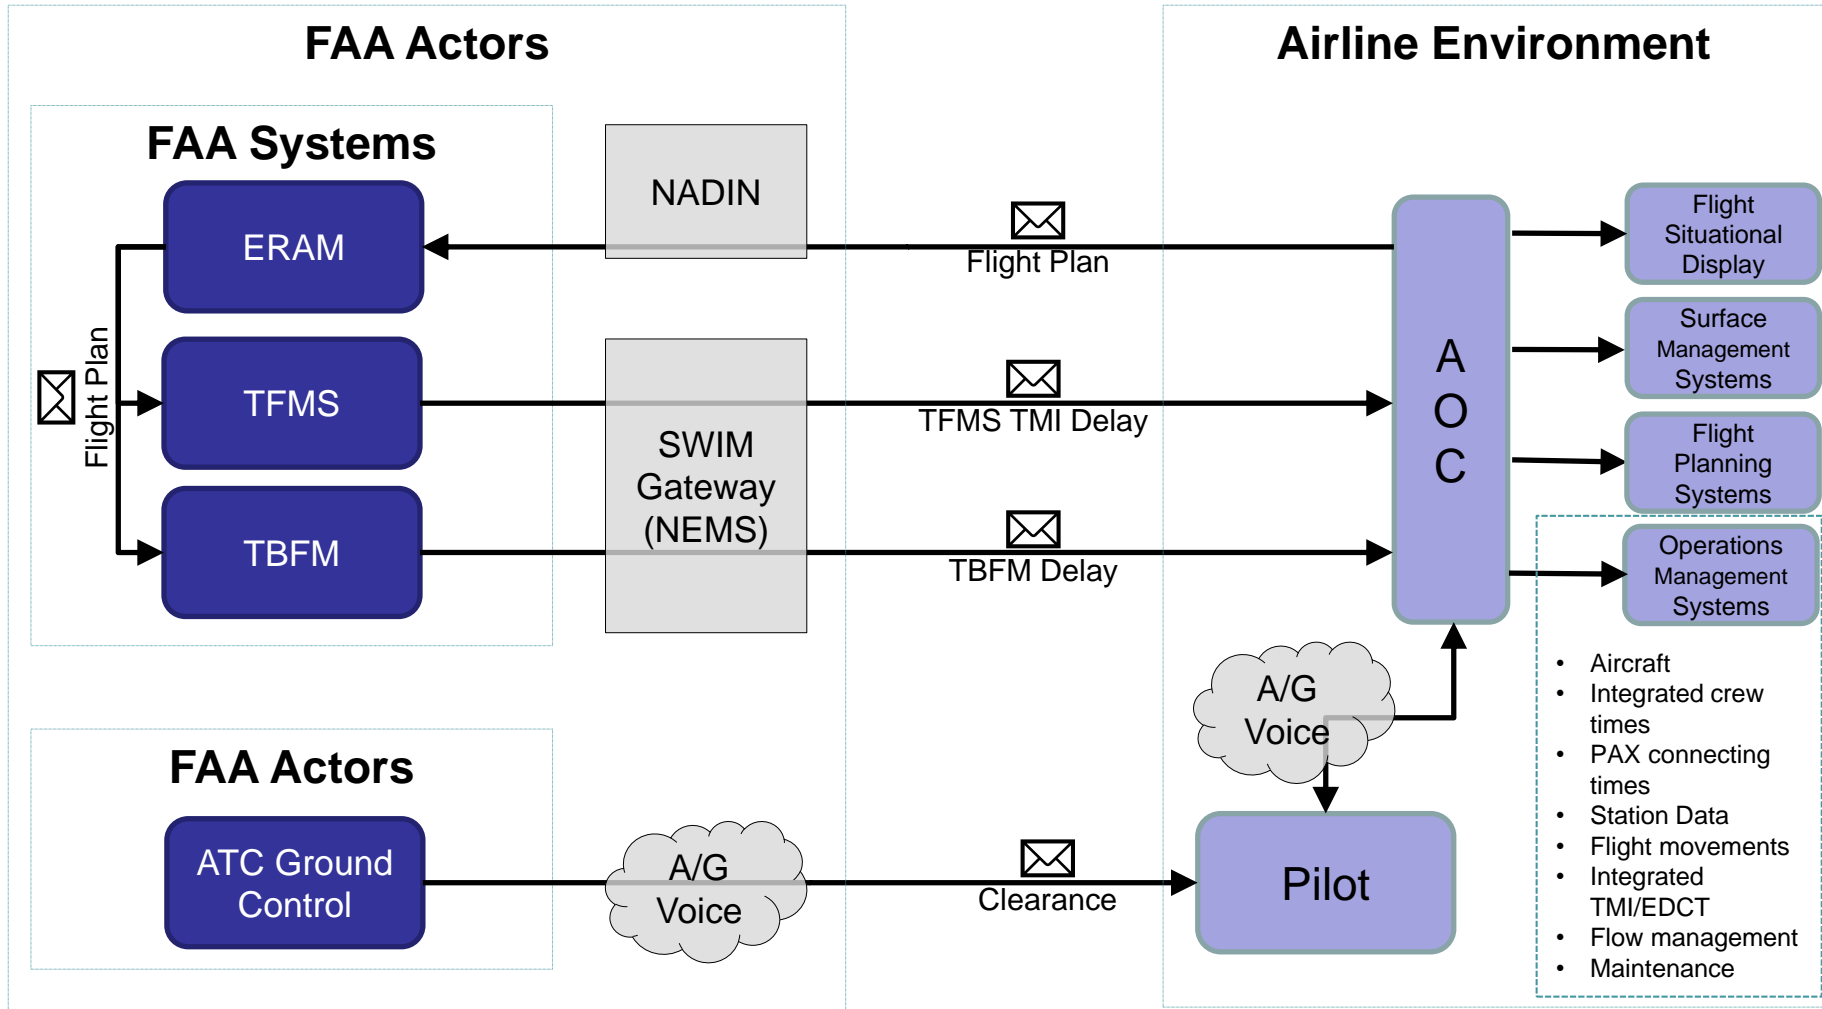 FAA Actors
Airline Environment
FAA Systems
NADIN
ERAM
Flight Plan
Flight
Situational
Display
Flight Plan
TFMS
SWIM
Gateway
(NEMS)
TFMS TMI Delay
A
O
C
Surface
Management
Systems
Flight
Planning
Systems
TBFM
TBFM Delay
Operations
Management
Systems
A/G
Voice
• Aircraft
• Integrated crew
times
• PAX connecting
times
• Station Data
• Flight movements
• Integrated
TMI/EDCT
• Flow management
• Maintenance
FAA Actors
ATC Ground
Control
A/G
Voice
Clearance
Pilot